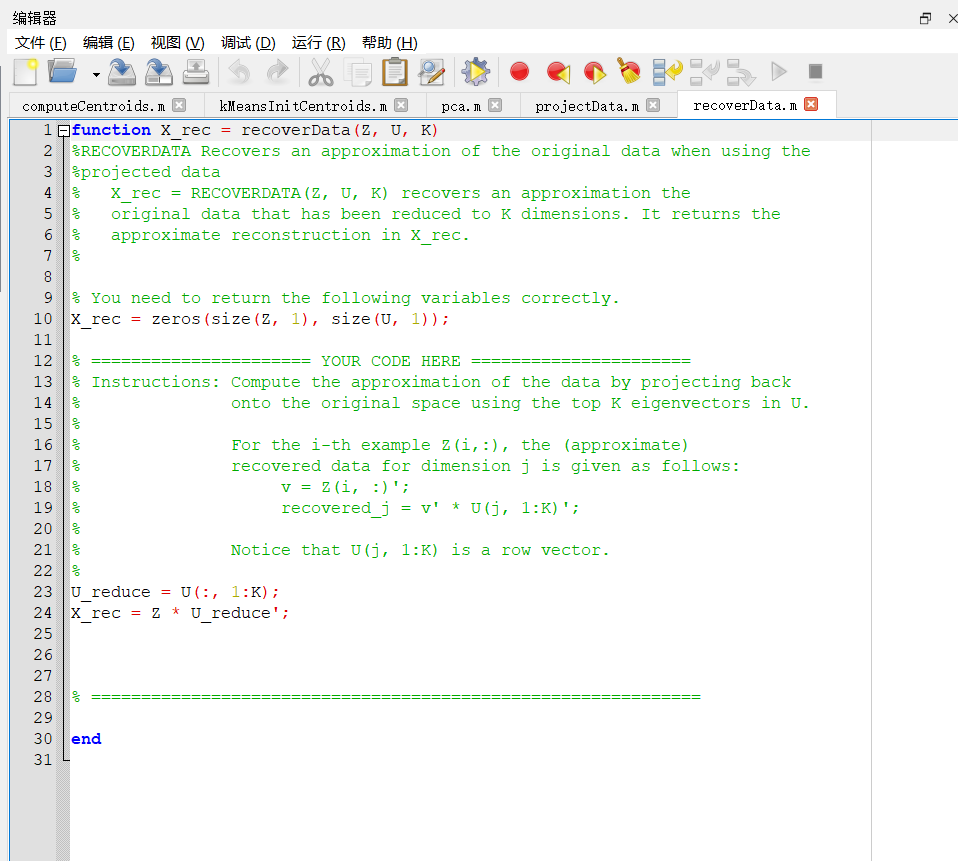 编辑器
文件 (F) 编辑 (E) 视图 (V) 调试 (D) 运行 (R) 帮助 (H)
computeCentroids.m kMeansInitCentroids.m pca.m projectData.m recoverData.m
1 function X_rec = recoverData(Z, U, K)
2 %RECOVERDATA Recovers an approximation of the original data when using the
3 %projected data
4 %   X_rec = RECOVERDATA(Z, U, K) recovers an approximation the
5 %   original data that has been reduced to K dimensions. It returns the
6 %   approximate reconstruction in X_rec.
7 %
8
9 % You need to return the following variables correctly.
10 X_rec = zeros(size(Z, 1), size(U, 1));
11
12 % ====================== YOUR CODE HERE ======================
13 % Instructions: Compute the approximation of the data by projecting back
14 %               onto the original space using the top K eigenvectors in U.
15 %
16 %               For the i-th example Z(i,:), the (approximate)
17 %               recovered data for dimension j is given as follows:
18 %                    v = Z(i, :)';
19 %                    recovered_j = v' * U(j, 1:K)';
20 %
21 %               Notice that U(j, 1:K) is a row vector.
22 %
23 U_reduce = U(:, 1:K);
24 X_rec = Z * U_reduce';
25
26
27
28 % =============================================================
29
30 end
31